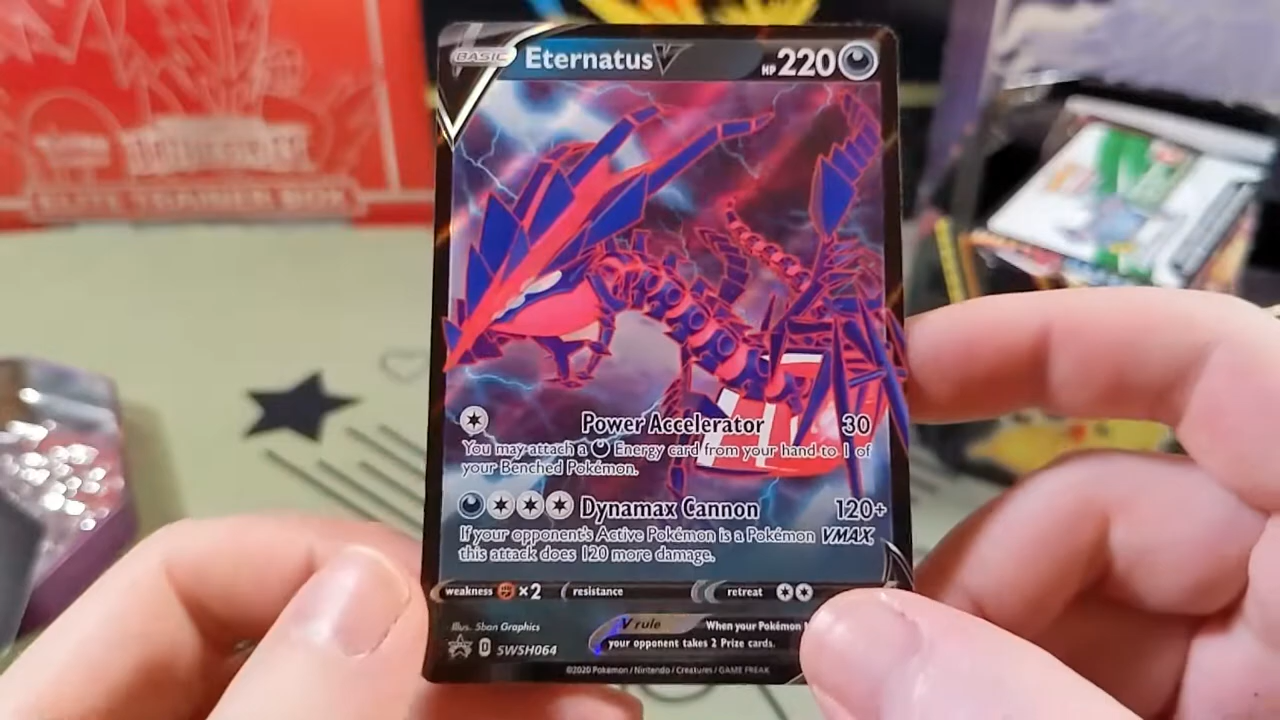 BASIC Eternatus V HP 220
Power Accelerator 30
You may attach a Energy card from your hand to 1 of
your Benched Pokémon.
Dynamax Cannon 120+
If your opponent's Active Pokémon is a Pokémon VMAX,
this attack does 120 more damage.
weakness ×2 resistance retreat
Illus. 5ban Graphics
V rule When your Pokémon
your opponent takes 2 Prize cards.
D SWSH064
©2020 Pokémon / Nintendo / Creatures / GAME FREAK
ELITE TRAINER BOX